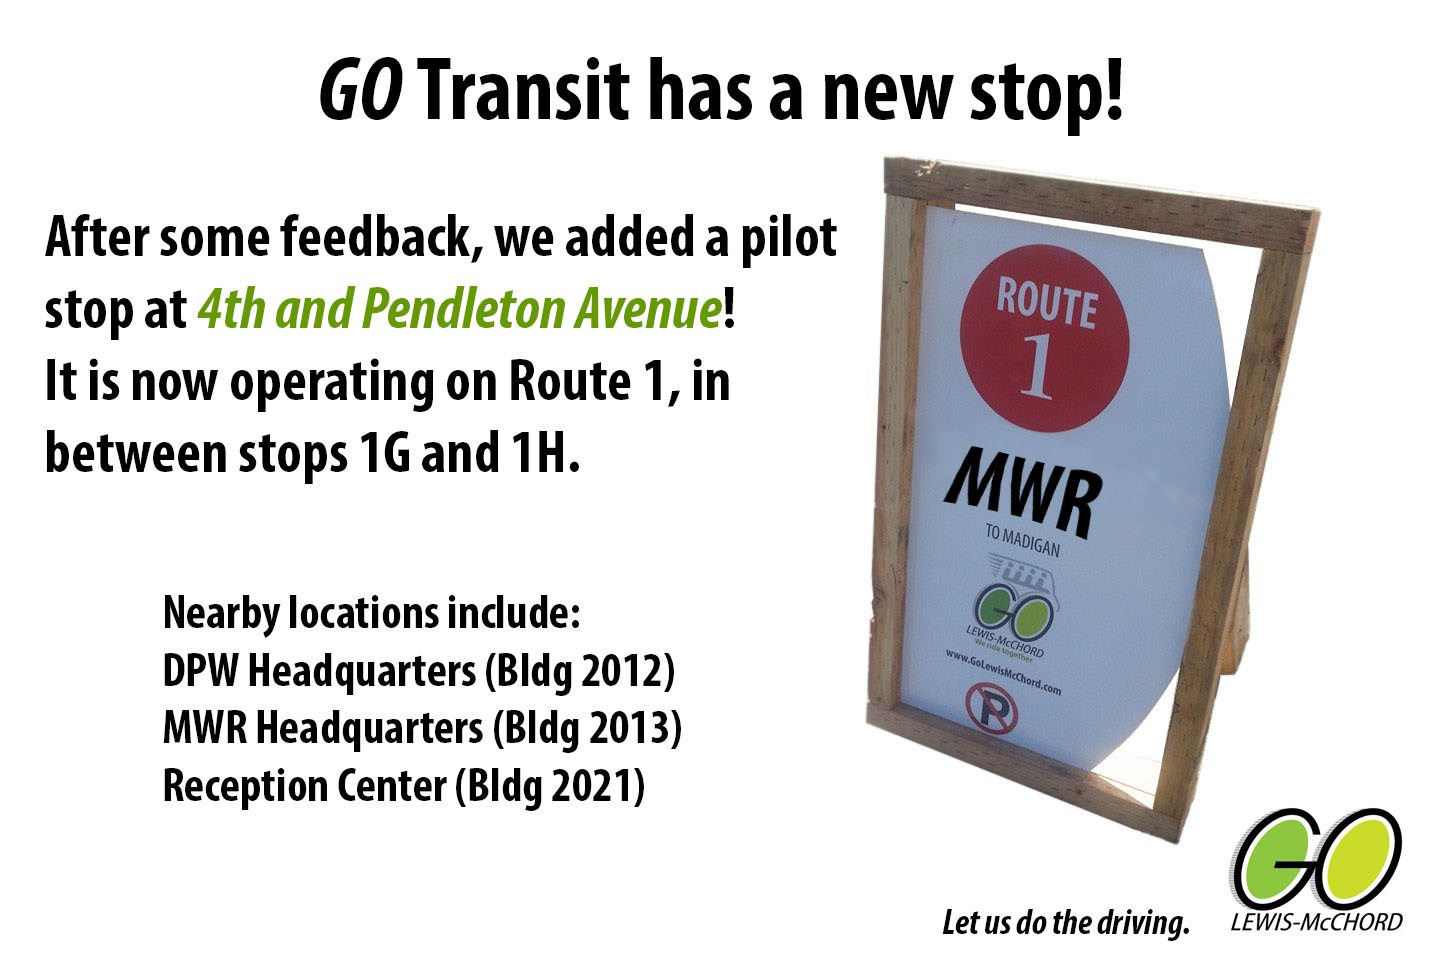 GO Transit has a new stop!
After some feedback, we added a pilot
stop at 4th and Pendleton Avenue!
It is now operating on Route 1, in
between stops 1G and 1H.
Nearby locations include:
DPW Headquarters (Bldg 2012)
MWR Headquarters (Bldg 2013)
Reception Center (Bldg 2021)
ROUTE
1
MWR
TO MADIGAN
GO
LEWIS-McCHORD
We ride together
www.GoLewisMcChord.com
P
Let us do the driving.
GO
LEWIS-McCHORD